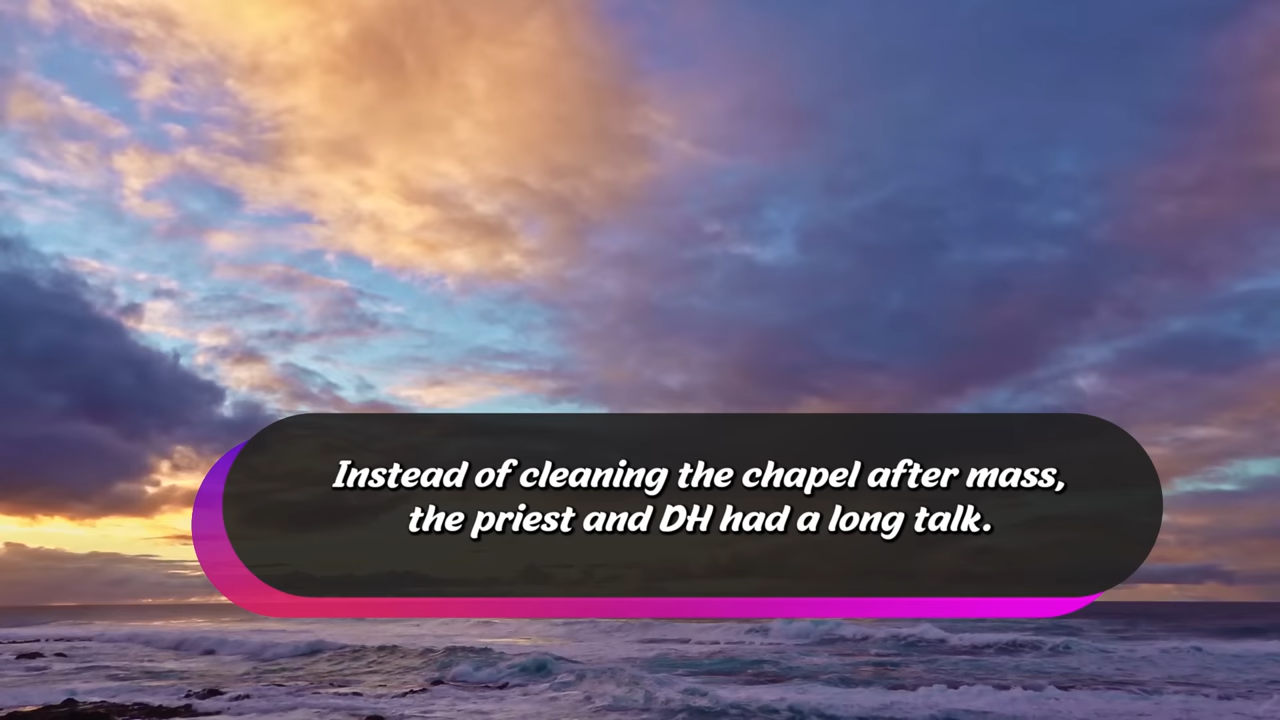 Instead of cleaning the chapel after mass,
the priest and DH had a long talk.